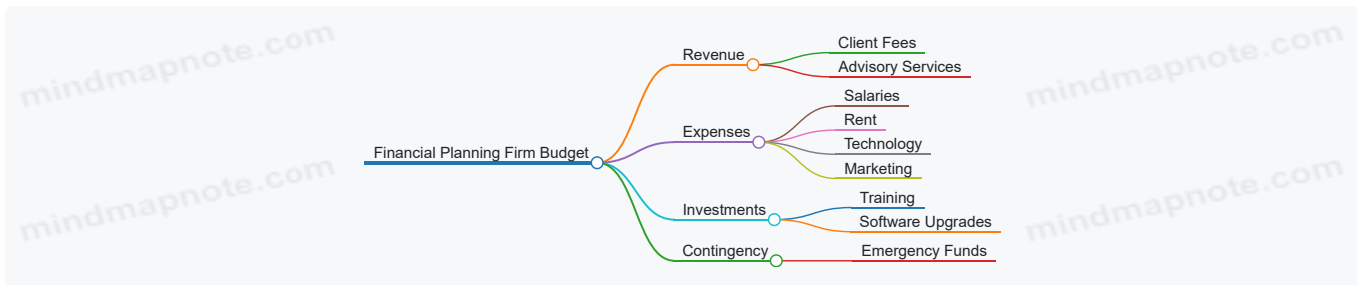 mindmapnote.com
mindmapnote.com
Client Fees
Revenue
Advisory Services
Salaries
Rent
Expenses
Technology
Financial Planning Firm Budget
Marketing
mindmapnote.com
mindmapnote.com
Training
Investments
Software Upgrades
Contingency
Emergency Funds